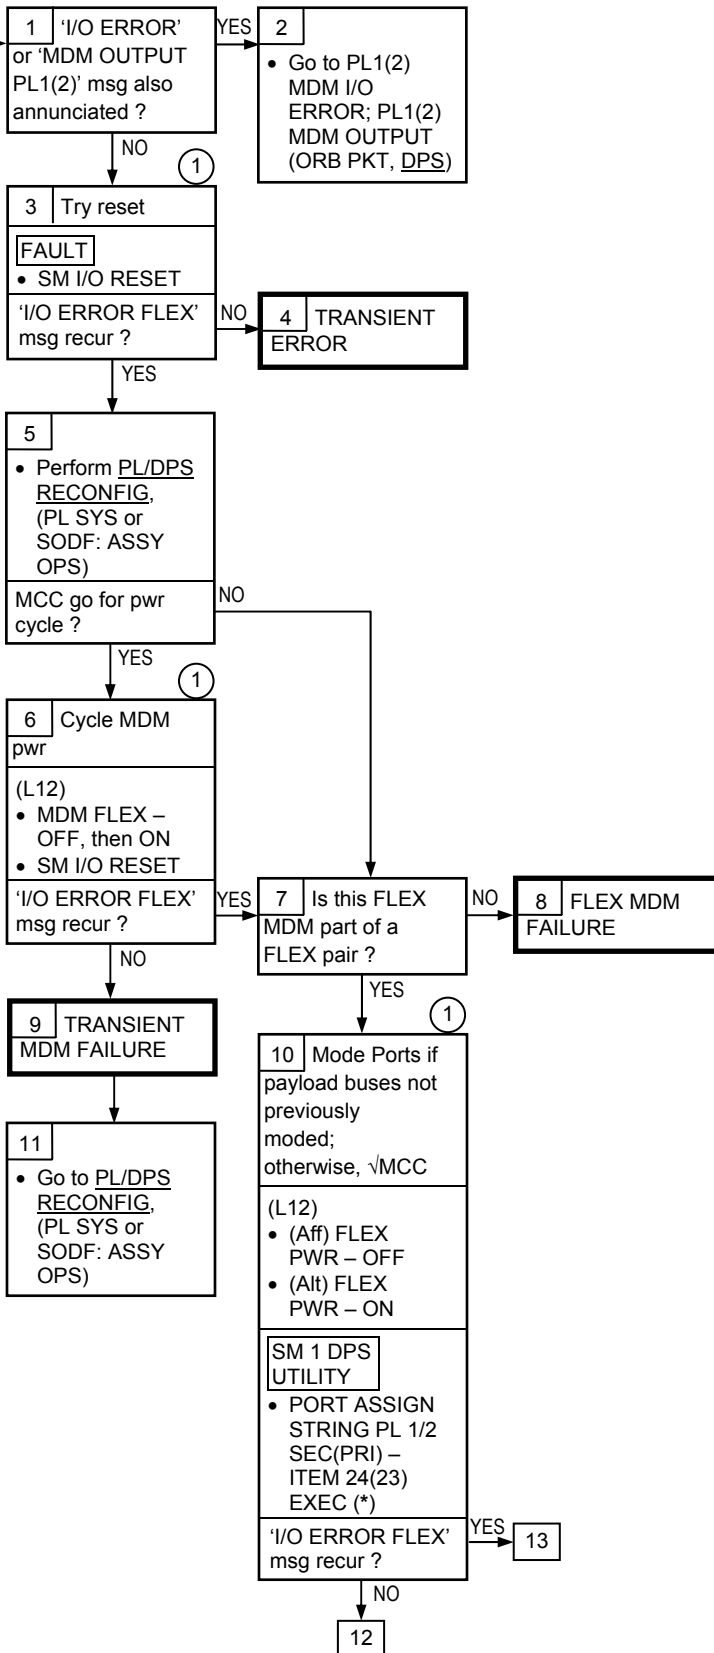 1 'I/O ERROR'
or 'MDM OUTPUT
PL1(2)' msg also
annunciated ?
YES
NO
2
• Go to PL1(2)
MDM I/O
ERROR; PL1(2)
MDM OUTPUT
(ORB PKT, DPS)
1
3 Try reset
FAULT
• SM I/O RESET
'I/O ERROR FLEX'
msg recur ?
NO
YES
4 TRANSIENT
ERROR
5
• Perform PL/DPS
RECONFIG,
(PL SYS or
SODF: ASSY
OPS)
MCC go for pwr
cycle ?
NO
YES
1
6 Cycle MDM
pwr
(L12)
• MDM FLEX –
OFF, then ON
• SM I/O RESET
'I/O ERROR FLEX'
msg recur ?
YES
NO
7 Is this FLEX
MDM part of a
FLEX pair ?
NO
YES
8 FLEX MDM
FAILURE
9 TRANSIENT
MDM FAILURE
11
• Go to PL/DPS
RECONFIG,
(PL SYS or
SODF: ASSY
OPS)
1
10 Mode Ports if
payload buses not
previously
moded;
otherwise, √MCC
(L12)
• (Aff) FLEX
PWR – OFF
• (Alt) FLEX
PWR – ON
SM 1 DPS
UTILITY
• PORT ASSIGN
STRING PL 1/2
SEC(PRI) –
ITEM 24(23)
EXEC (*)
'I/O ERROR FLEX'
msg recur ?
YES
13
NO
12